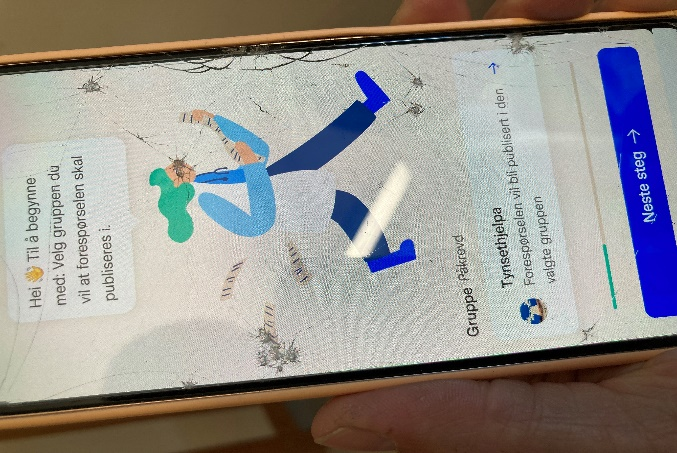 Hei 👋 Til å begynne
med: Velg gruppen du
vil at forespørselen skal
publiseres i.
Gruppe Påkrevd
Tynsethjelpa
Forespørselen vil bli publisert i den
valgte gruppen
Neste steg →